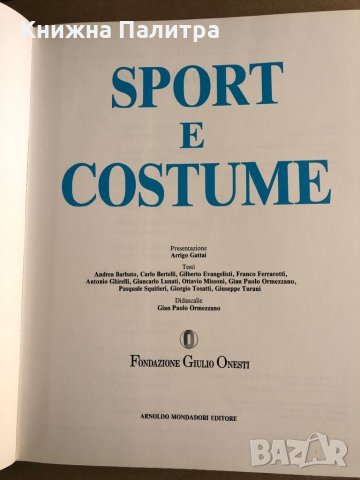 Книжна Палитра
SPORT
E
COSTUME
Presentazione
Arrigo Gattai
Testi
Andrea Barbato, Carlo Bertelli, Gilberto Evangelisti, Franco Ferrarotti,
Antonio Ghirelli, Giancarlo Lunati, Ottavio Missoni, Gian Paolo Ormezzano,
Pasquale Squitieri, Giorgio Tosatti, Giuseppe Turani
Didascalie
Gian Paolo Ormezzano
FONDAZIONE GIULIO ONESTI
ARNOLDO MONDADORI EDITORE
BAZAR